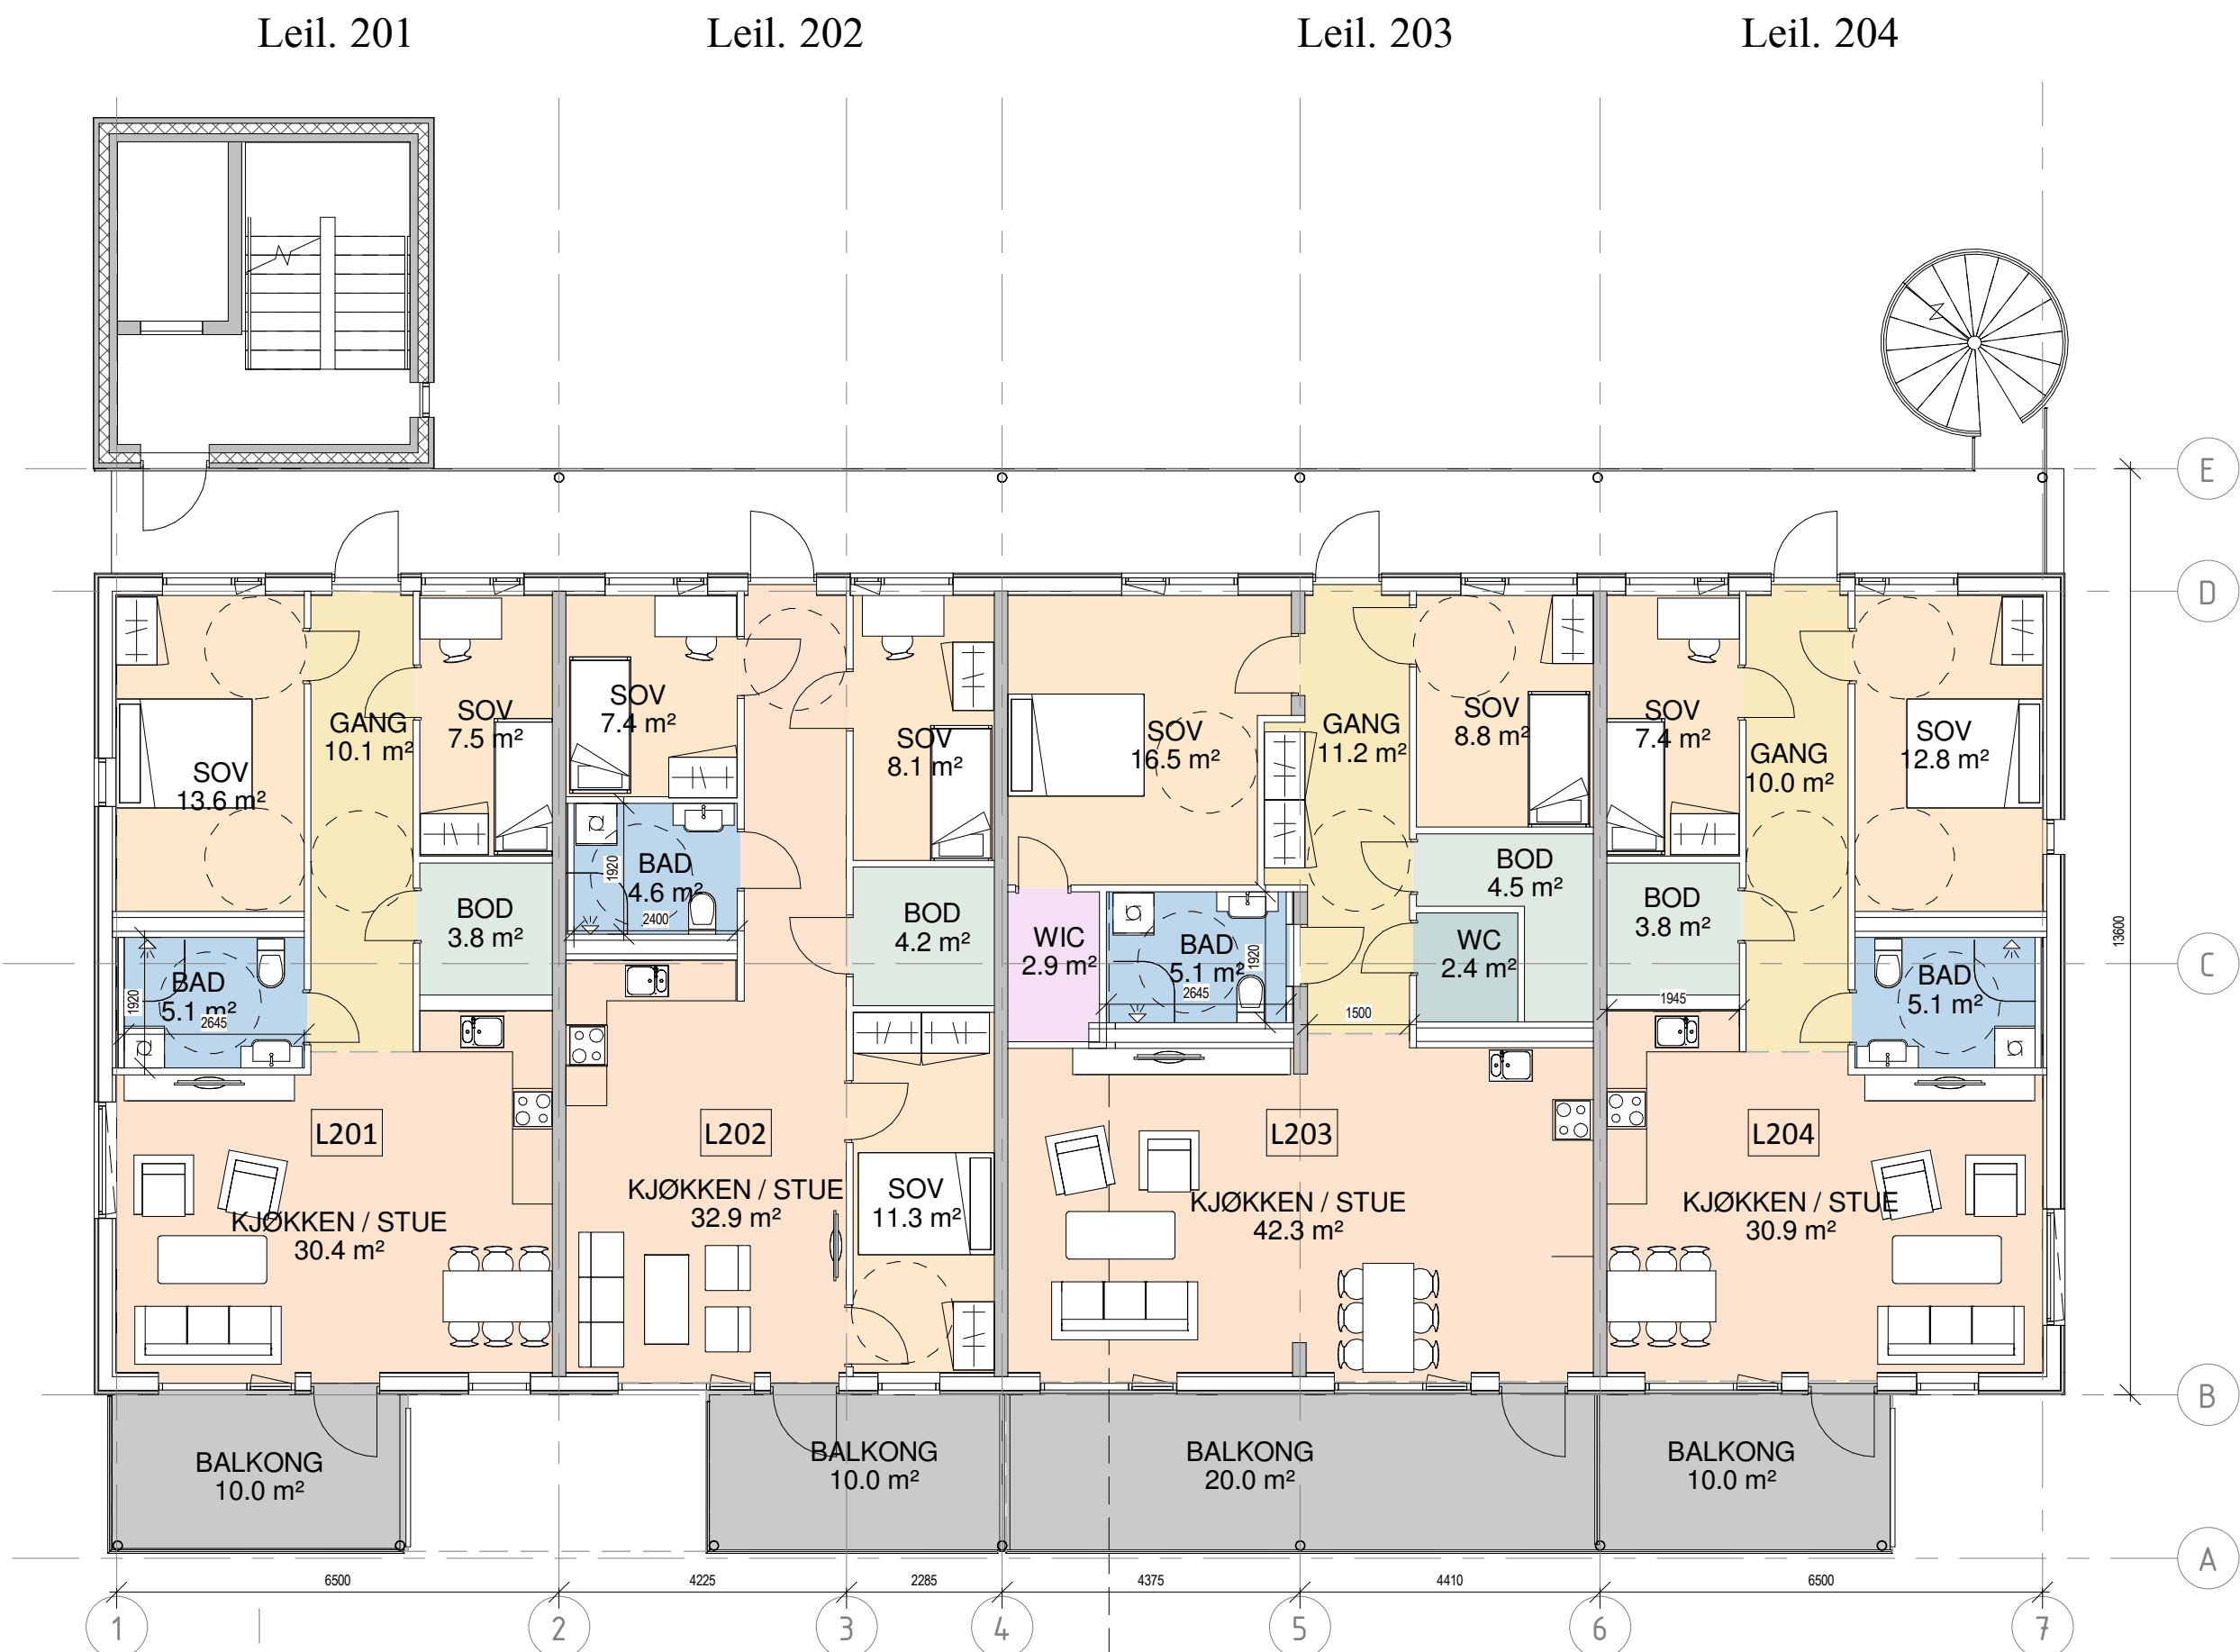 Leil. 201
Leil. 202
Leil. 203
Leil. 204
E
D
C
B
A
13600
SOV
13.6 m²
GANG
10.1 m²
SOV
7.5 m²
BOD
3.8 m²
BAD
5.1 m²
1920
2645
L201
KJØKKEN / STUE
30.4 m²
BALKONG
10.0 m²
SOV
7.4 m²
SOV
8.1 m²
BAD
4.6 m²
1920
2400
BOD
4.2 m²
L202
KJØKKEN / STUE
32.9 m²
SOV
11.3 m²
BALKONG
10.0 m²
SOV
16.5 m²
GANG
11.2 m²
SOV
8.8 m²
BOD
4.5 m²
WIC
2.9 m²
BAD
5.1 m²
1920
2645
WC
2.4 m²
1500
L203
KJØKKEN / STUE
42.3 m²
BALKONG
20.0 m²
SOV
7.4 m²
GANG
10.0 m²
SOV
12.8 m²
BOD
3.8 m²
1945
BAD
5.1 m²
L204
KJØKKEN / STUE
30.9 m²
BALKONG
10.0 m²
6500
4225
2285
4375
4410
6500
1
2
3
4
5
6
7